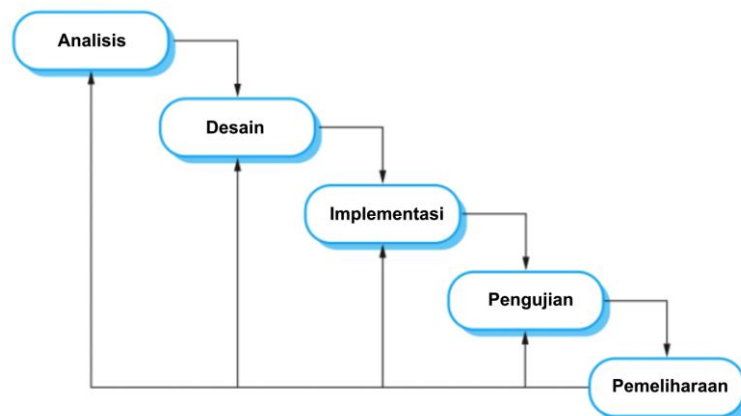 Analisis
Desain
Implementasi
Pengujian
Pemeliharaan